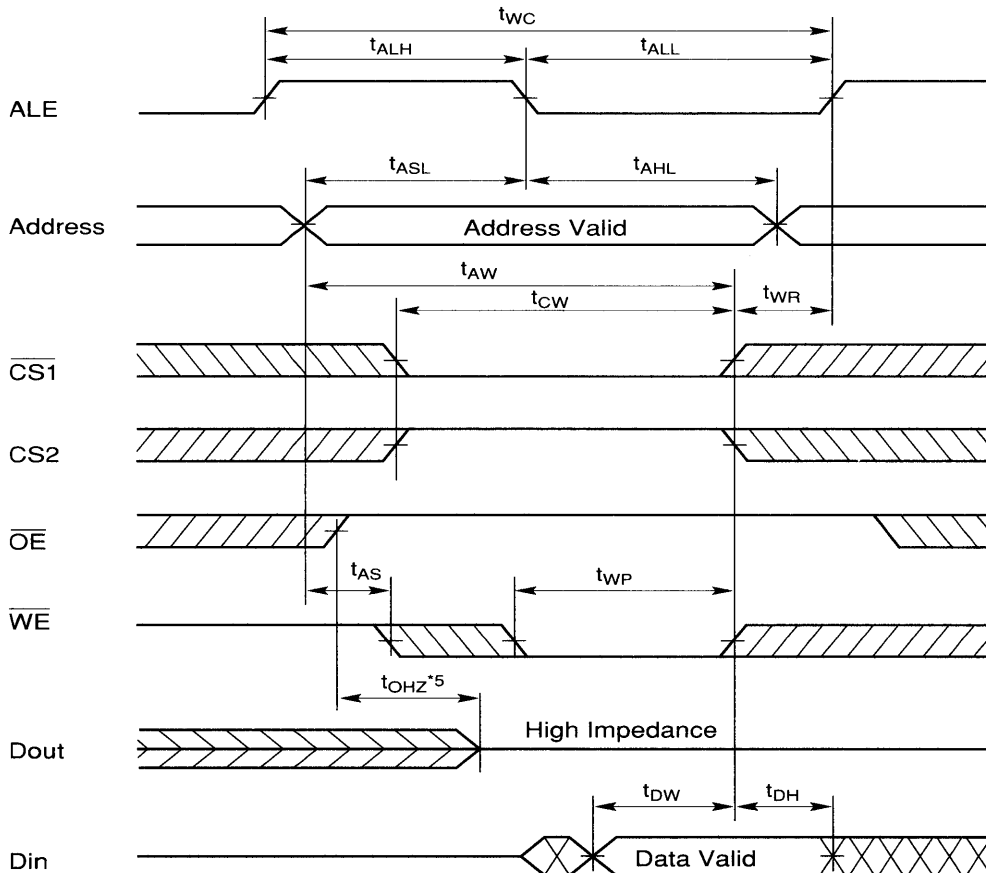 tWC
tALH
tALL
ALE
tASL
tAHL
Address
Address Valid
tAW
tCW
tWR
CS1
CS2
OE
tAS
tWP
WE
tOHZ*5
High Impedance
Dout
tDW
tDH
Din
Data Valid